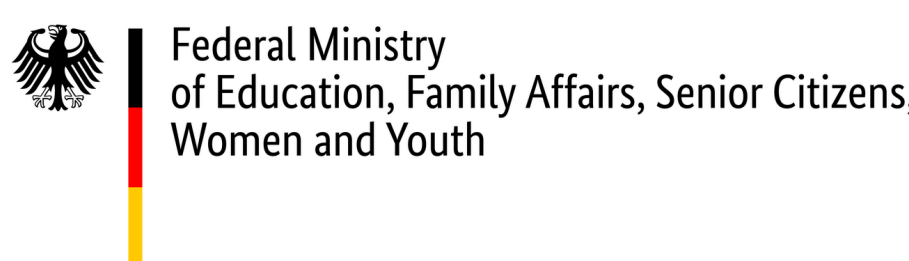 Federal Ministry
of Education, Family Affairs, Senior Citizens,
Women and Youth